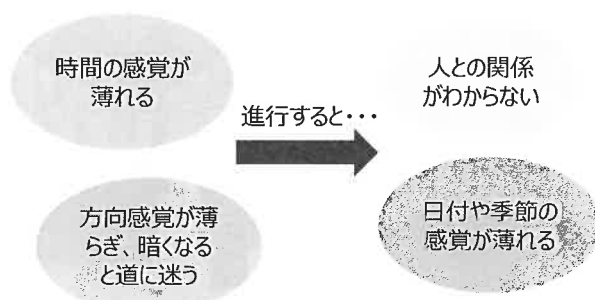 時間の感覚が
薄れる
方向感覚が薄
らぎ、暗くなる
と道に迷う
進行すると・・・
人との関係
がわからない
日付や季節の
感覚が薄れる